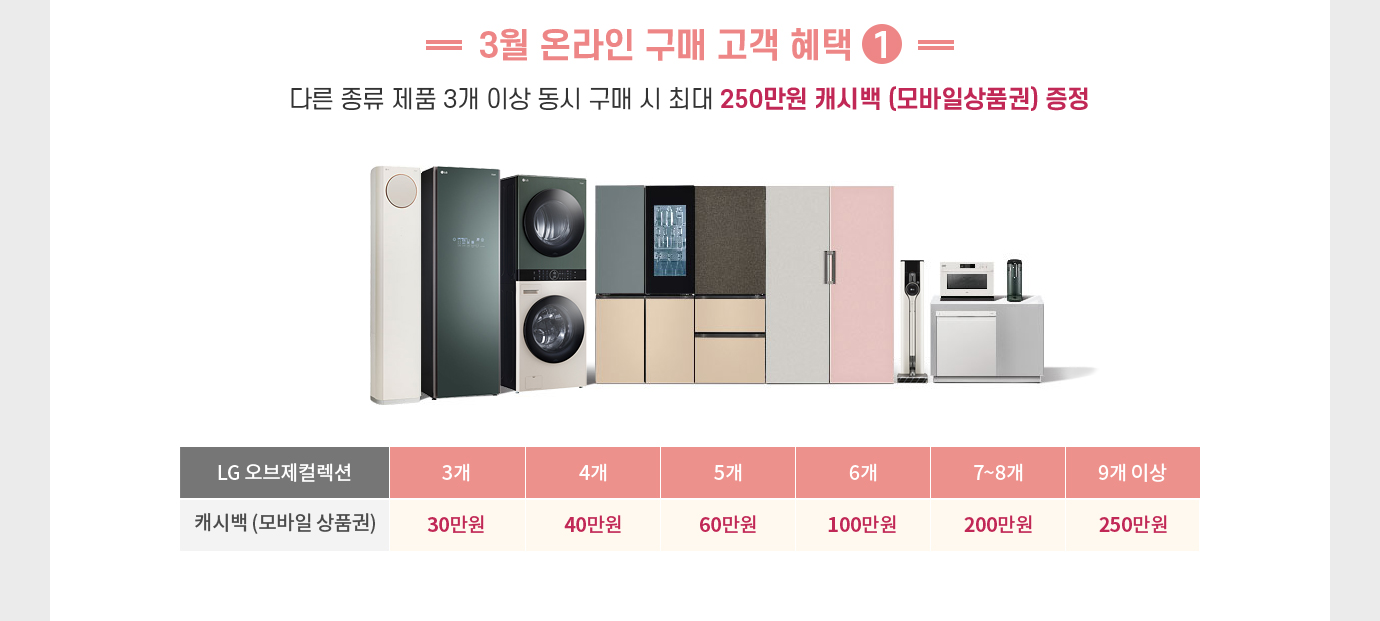 3월 온라인 구매 고객 혜택 1
다른 종류 제품 3개 이상 동시 구매 시 최대 250만원 캐시백 (모바일상품권) 증정
LG 오브제컬렉션 3개 4개 5개 6개 7~8개 9개 이상
캐시백 (모바일 상품권) 30만원 40만원 60만원 100만원 200만원 250만원